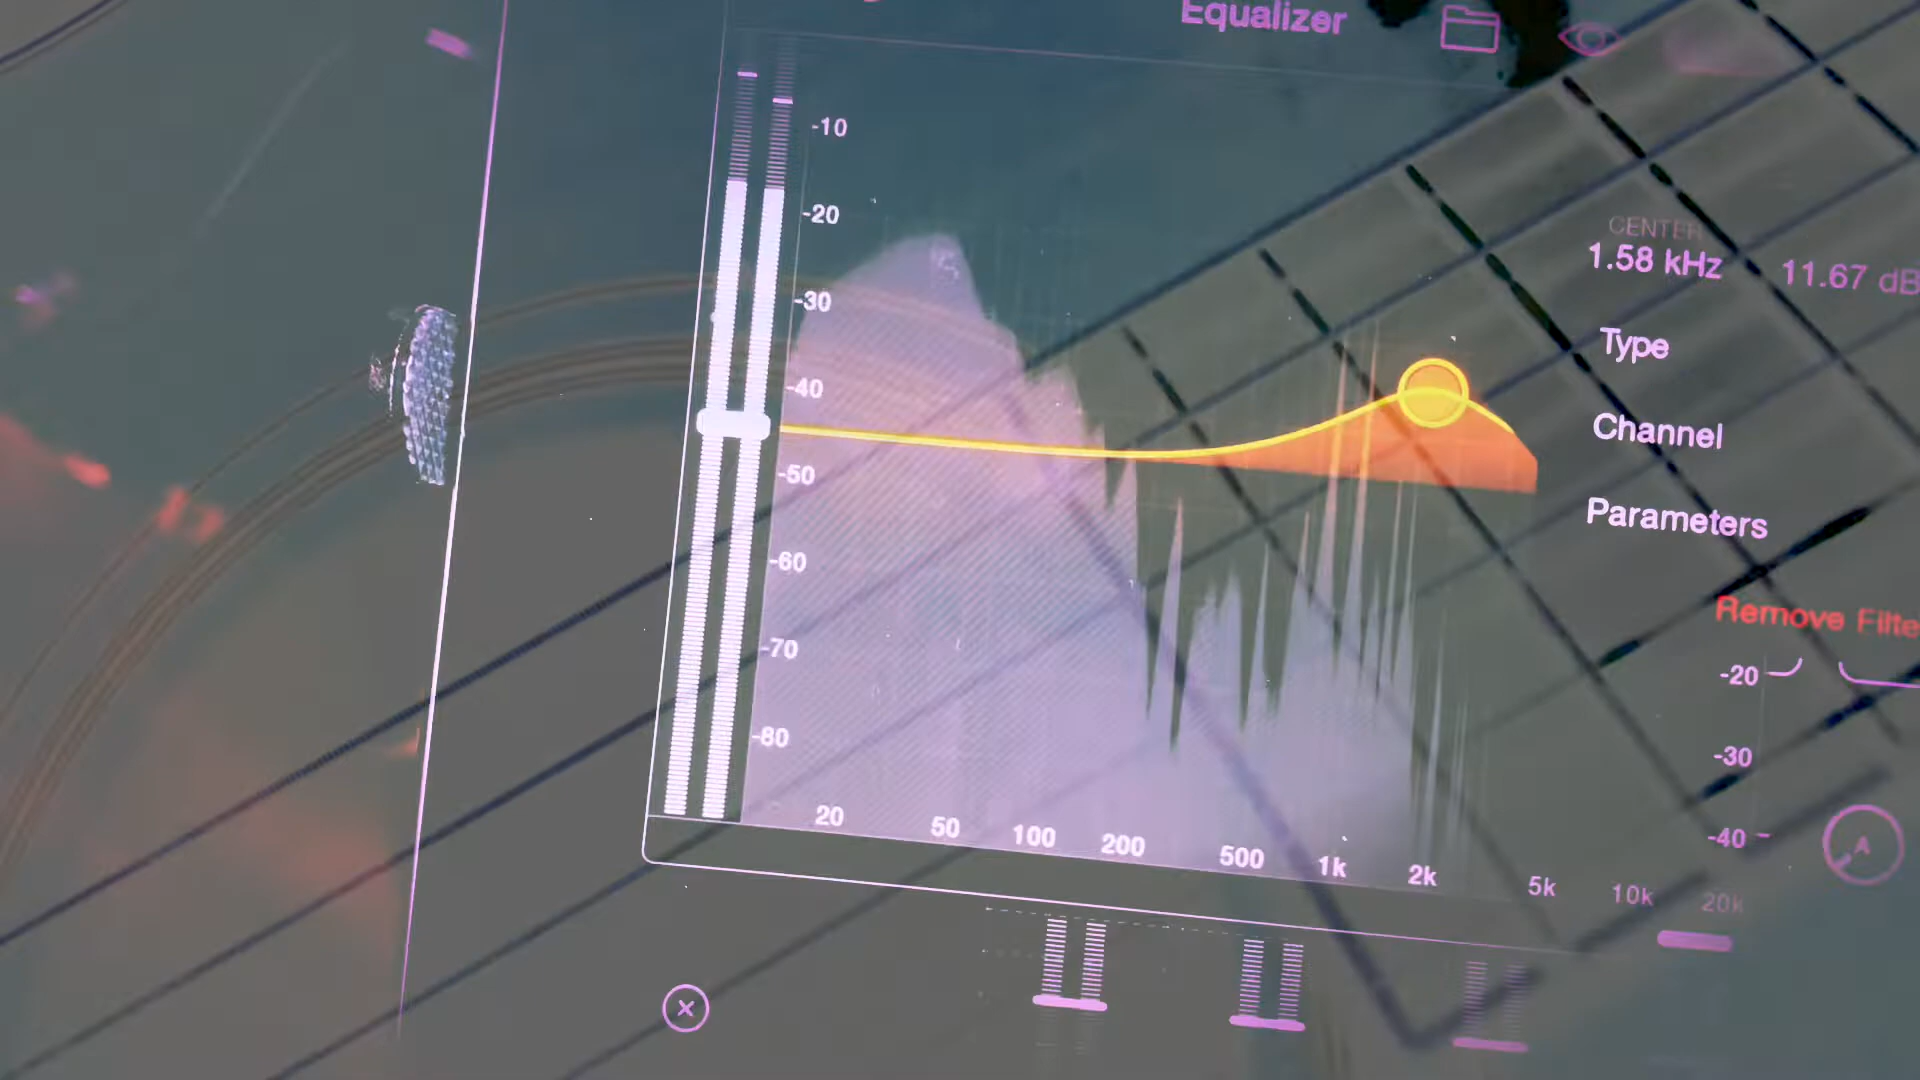 Equalizer
-10
-20
-30
-40
-50
-60
-70
-80
20 50 100 200 500 1k 2k 5k 10k 20k
CENTER
1.58 kHz 11.67 dB
Type
Channel
Parameters
Remove Filte
-20
-30
-40
A